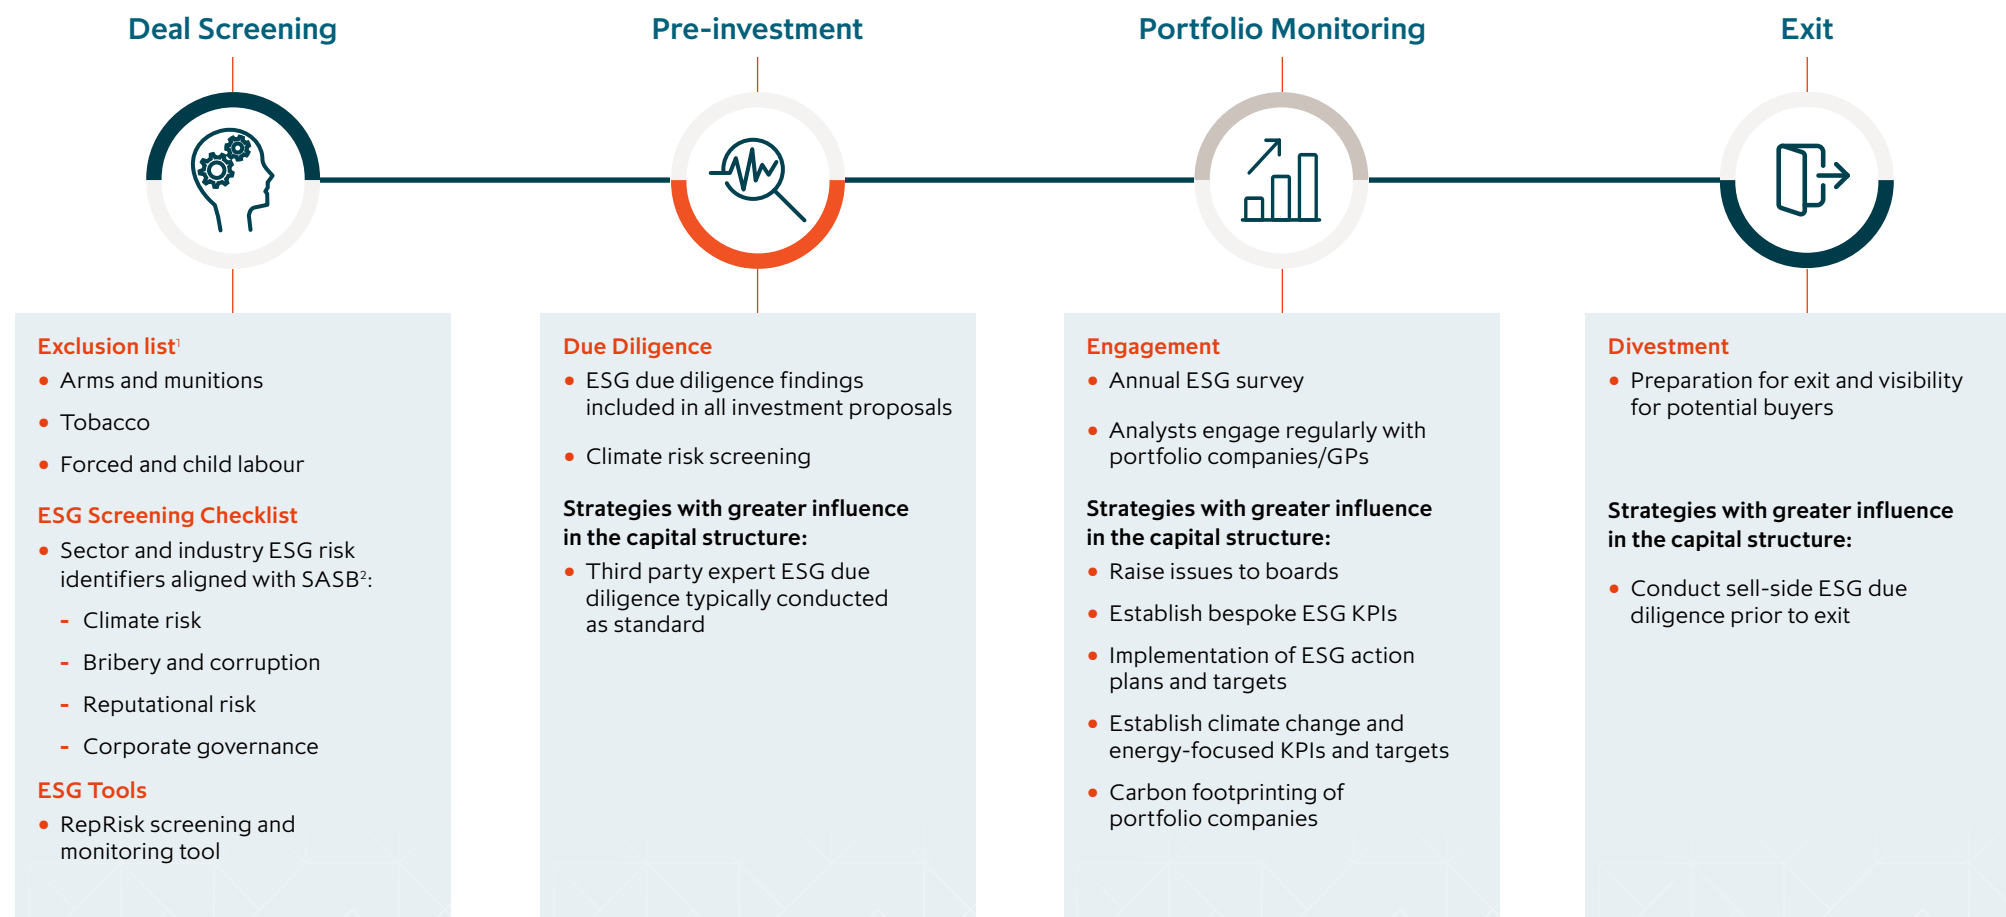 Deal Screening
Exclusion list¹
• Arms and munitions
• Tobacco
• Forced and child labour
ESG Screening Checklist
• Sector and industry ESG risk
identifiers aligned with SASB²:
- Climate risk
- Bribery and corruption
- Reputational risk
- Corporate governance
ESG Tools
• RepRisk screening and
monitoring tool
Pre-investment
Due Diligence
• ESG due diligence findings
included in all investment proposals
• Climate risk screening
Strategies with greater influence
in the capital structure:
• Third party expert ESG due
diligence typically conducted
as standard
Portfolio Monitoring
Engagement
• Annual ESG survey
• Analysts engage regularly with
portfolio companies/GPs
Strategies with greater influence
in the capital structure:
• Raise issues to boards
• Establish bespoke ESG KPIs
• Implementation of ESG action
plans and targets
• Establish climate change and
energy-focused KPIs and targets
• Carbon footprinting of
portfolio companies
Exit
Divestment
• Preparation for exit and visibility
for potential buyers
Strategies with greater influence
in the capital structure:
• Conduct sell-side ESG due
diligence prior to exit